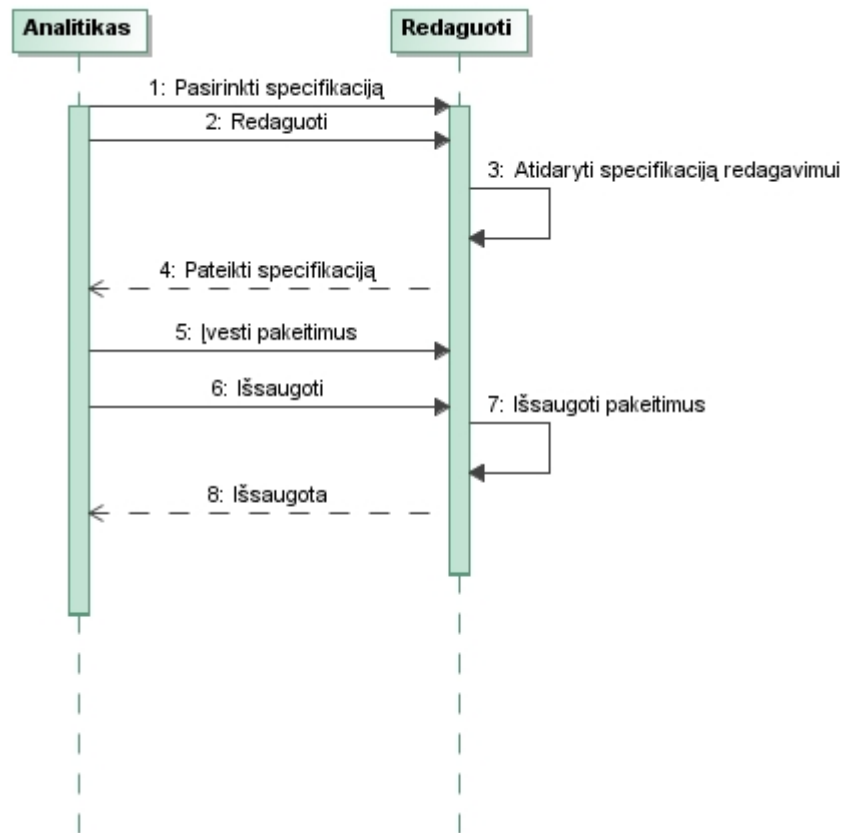 Analitikas
Redaguoti
1: Pasirinkti specifikaciją
2: Redaguoti
3: Atidaryti specifikaciją redagavimui
4: Pateikti specifikaciją
5: Įvesti pakeitimus
6: Išsaugoti
7: Išsaugoti pakeitimus
8: Išsaugota